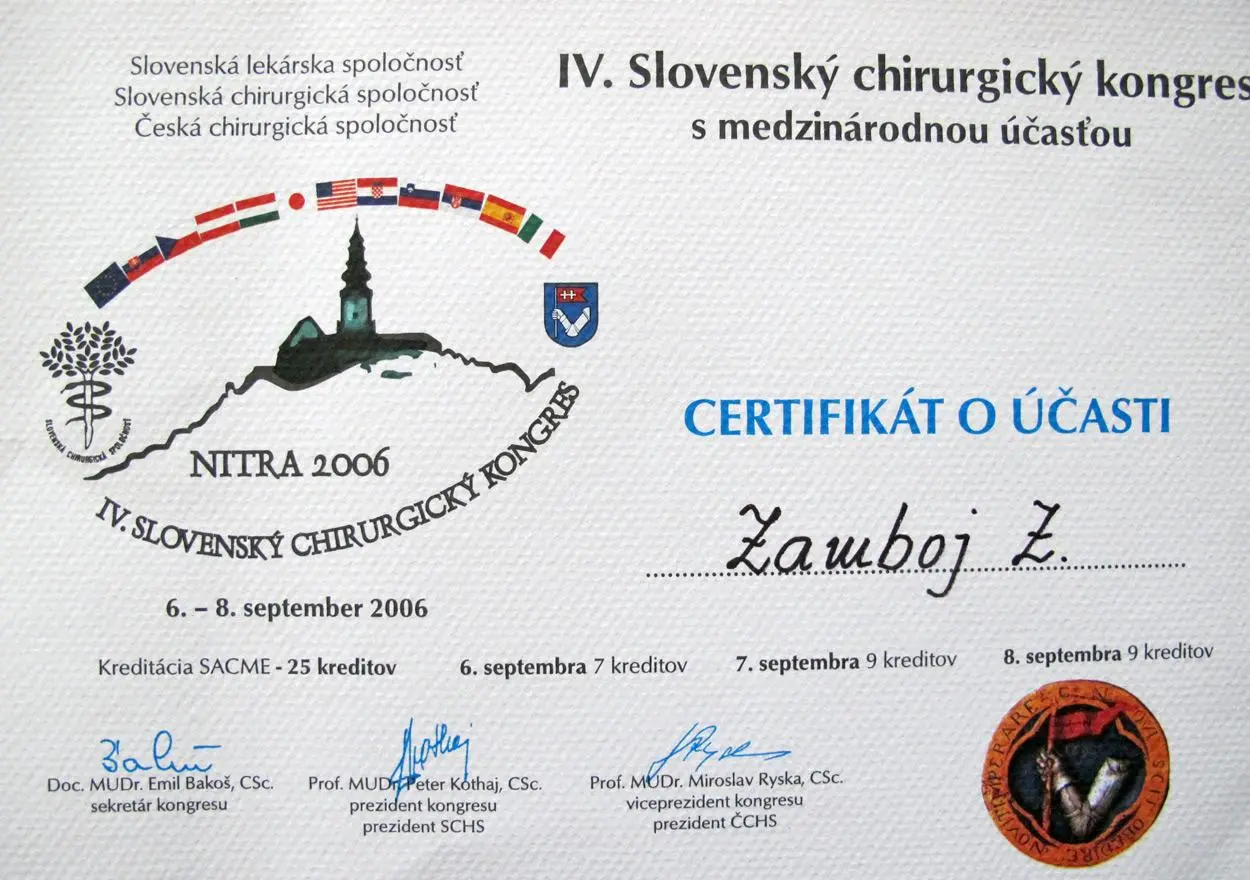 Slovenská lekárska spoločnosť
Slovenská chirurgická spoločnosť
Česká chirurgická spoločnosť
IV. Slovenský chirurgický kongres
s medzinárodnou účasťou
SLOVENSKÁ CHIRURGICKÁ SPOLOČNOSŤ
NITRA 2006
IV. SLOVENSKÝ CHIRURGICKÝ KONGRES
6. – 8. september 2006
CERTIFIKÁT O ÚČASTI
Zamboj Z.
Kreditácia SACME - 25 kreditov
6. septembra 7 kreditov
7. septembra 9 kreditov
8. septembra 9 kreditov
Doc. MUDr. Emil Bakoš, CSc.
sekretár kongresu
Prof. MUDr. Peter Kothaj, CSc.
prezident kongresu
prezident SCHS
Prof. MUDr. Miroslav Ryska, CSc.
viceprezident kongresu
prezident ČCHS